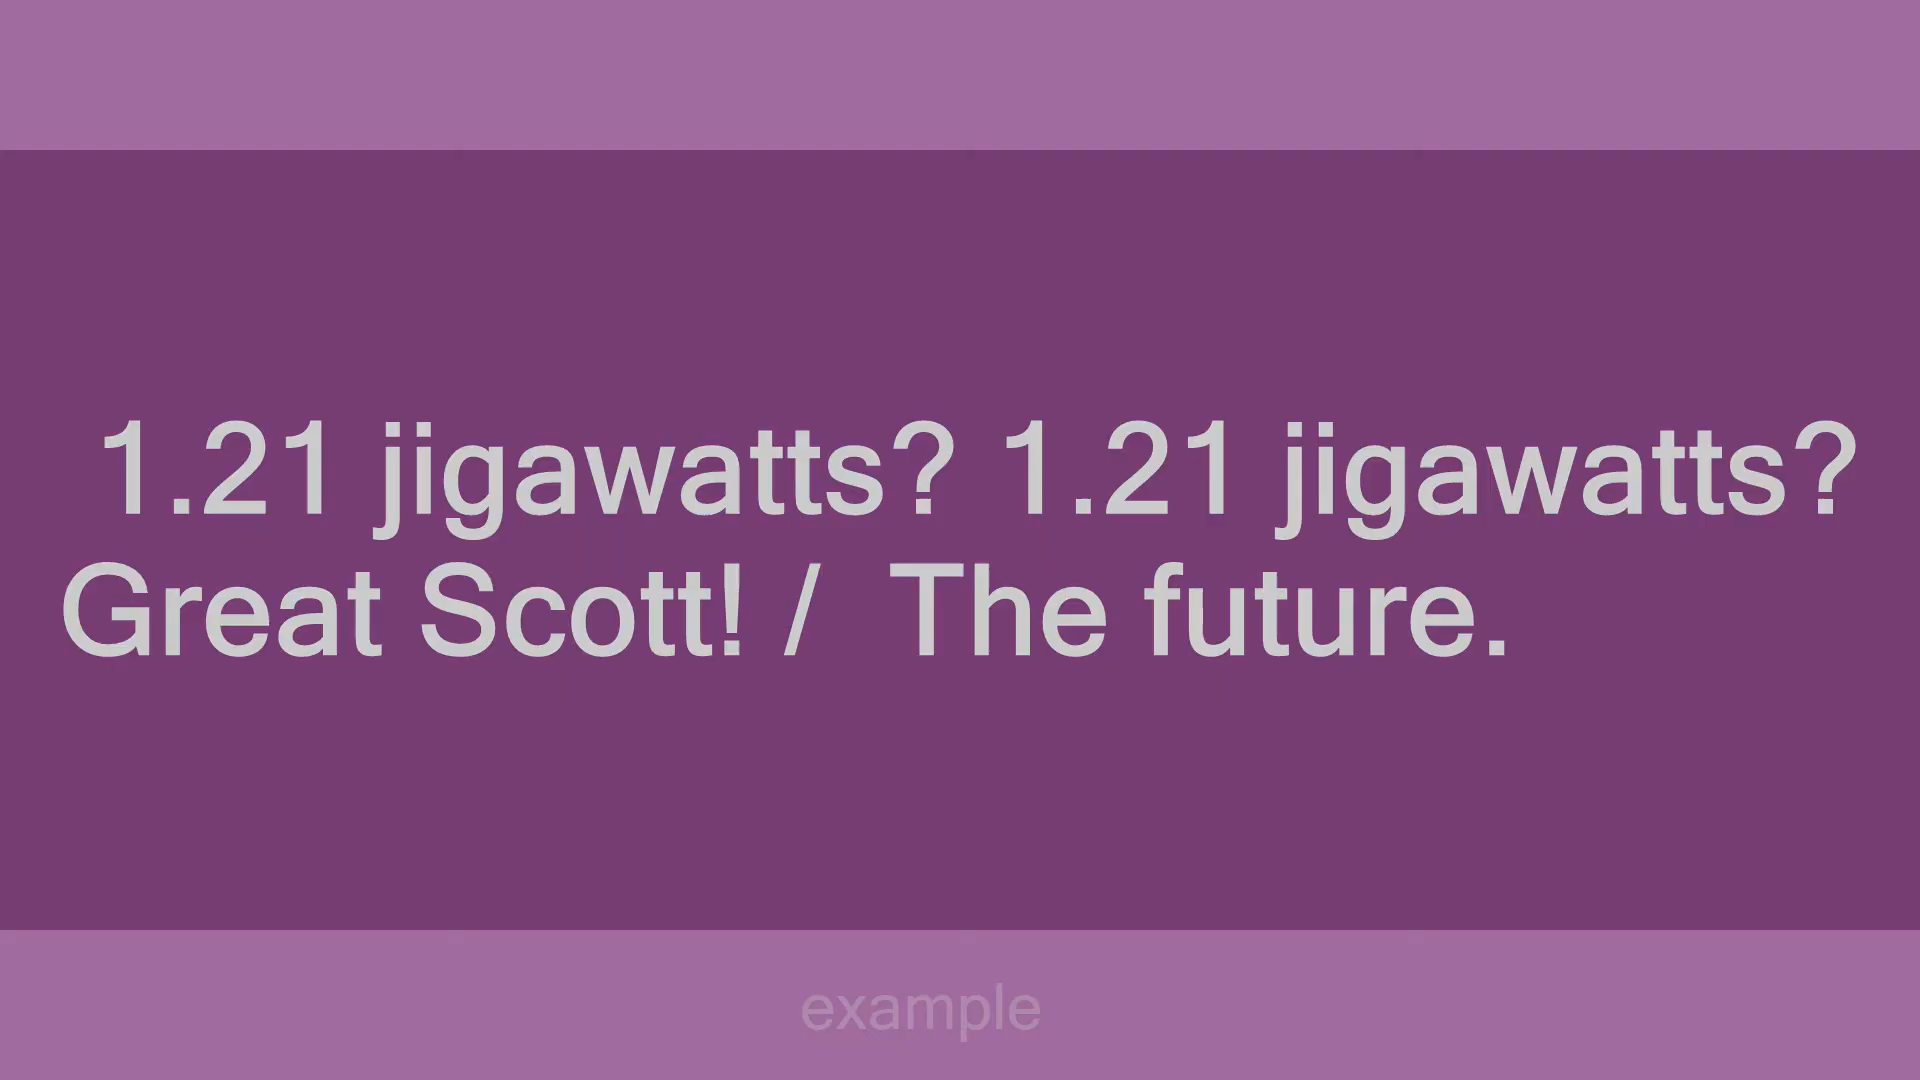 1.21 jigawatts? 1.21 jigawatts?
Great Scott! / The future.
example